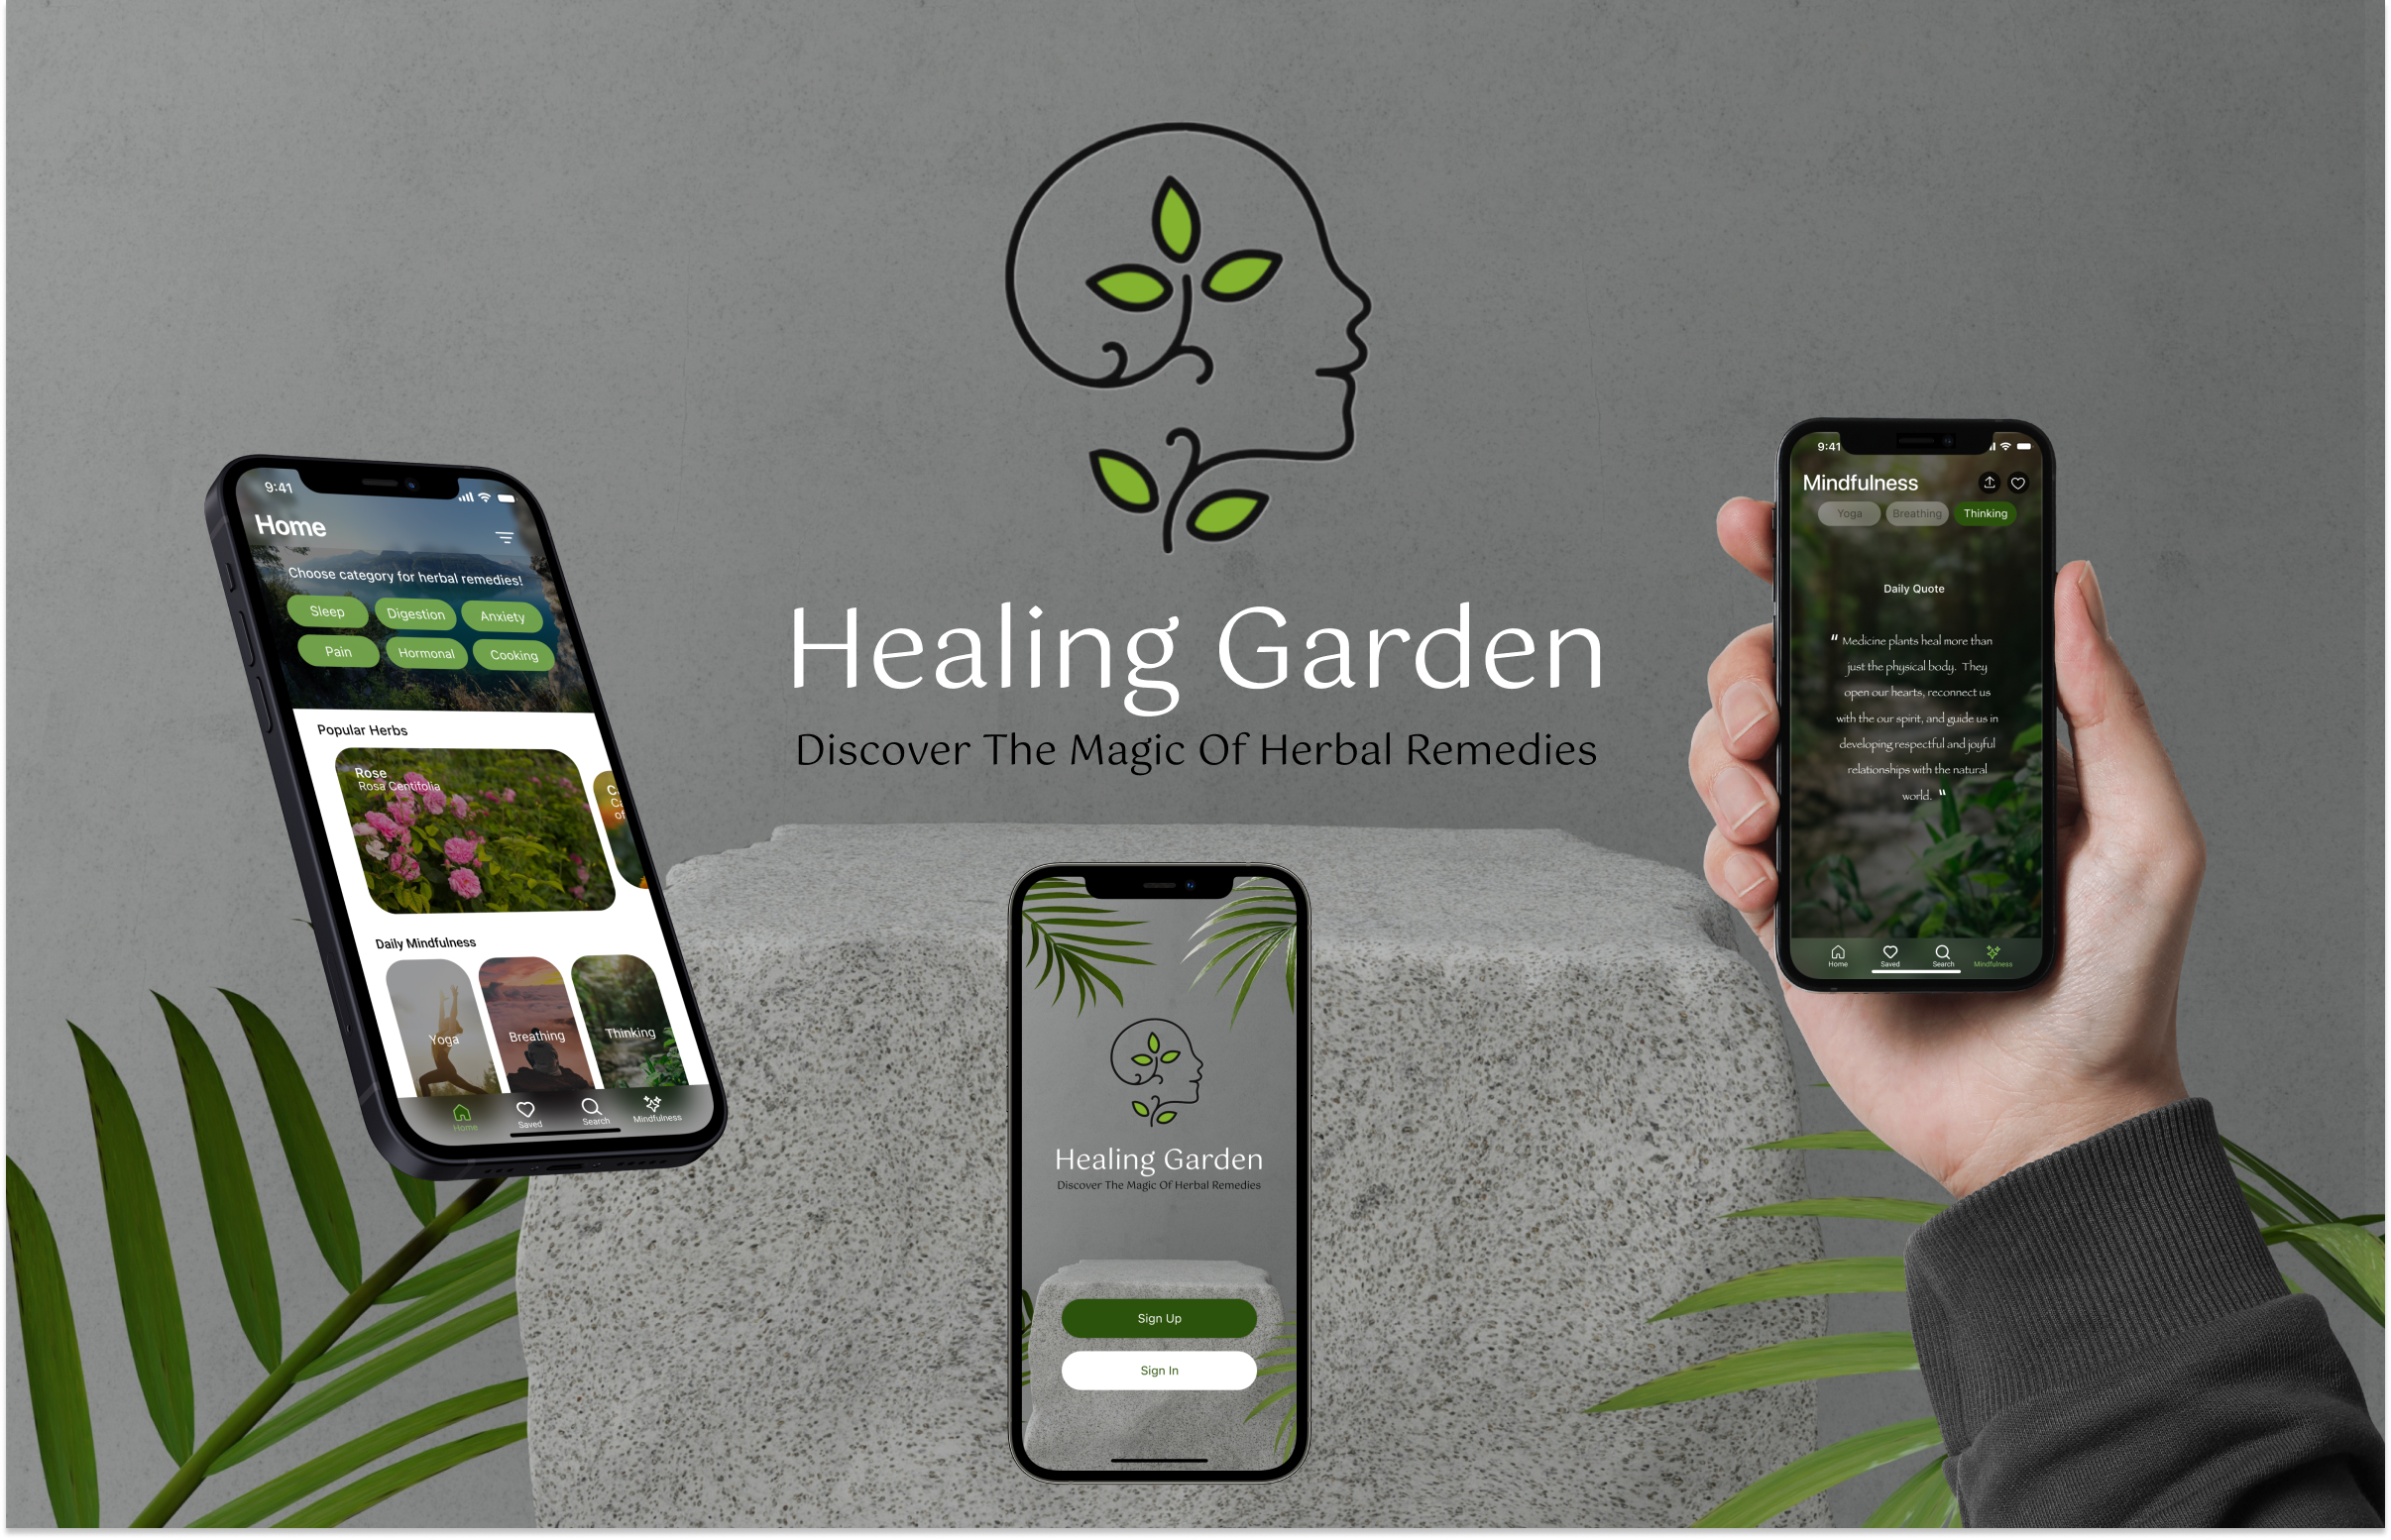 Healing Garden
Discover The Magic Of Herbal Remedies
9:41
Home
Choose category for herbal remedies!
Sleep Digestion Anxiety
Pain Hormonal Cooking
Popular Herbs
Rose
Rosa Centifolia
C
Ca
of
Daily Mindfulness
Yoga Breathing Thinking
Home Saved Search Mindfulness
Healing Garden
Discover The Magic Of Herbal Remedies
Sign Up
Sign In
9:41
Mindfulness
Yoga Breathing Thinking
Daily Quote
“ Medicine plants heal more than
just the physical body. They
open our hearts, reconnect us
with the our spirit, and guide us in
developing respectful and joyful
relationships with the natural
world. “
Home Saved Search Mindfulness